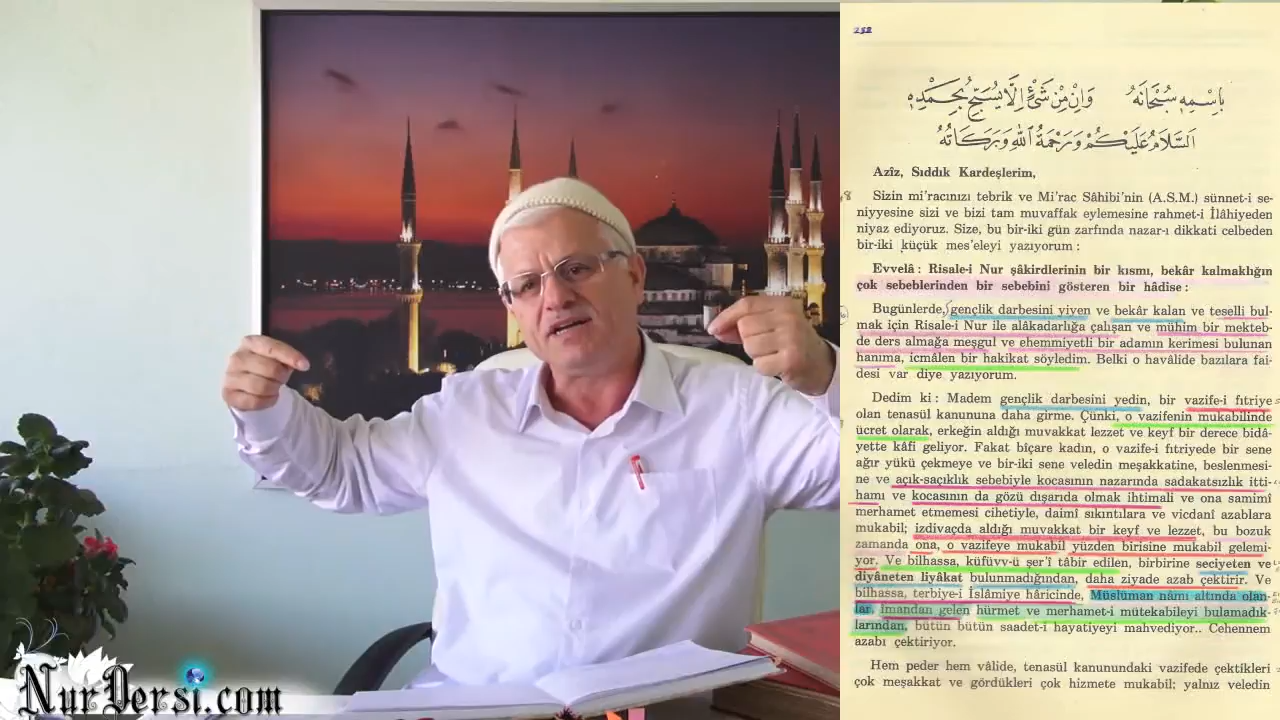 252
بِاسْمِهِ سُبْحَانَهُ وَاِنْ مِنْ شَيْءٍ اِلَّا يُسَبِّحُ بِحَمْدِهِ
اَلسَّلَامُ عَلَيْكُمْ وَرَحْمَةُ اللّٰهِ وَبَرَكَاتُهُ
Azîz, Sıddık Kardeşlerim,
Sizin mi'racınızı tebrik ve Mi'rac Sâhibi'nin (A.S.M.) sünnet-i se-
niyyesine sizi ve bizi tam muvaffak eylemesine rahmet-i İlâhiyeden
niyaz ediyoruz. Size, bu bir-iki gün zarfında nazar-ı dikkati celbeden
bir-iki küçük mes'eleyi yazıyorum :
Evvelâ : Risale-i Nur şâkirdlerinin bir kısmı, bekâr kalmaklığın
çok sebeblerinden bir sebebini gösteren bir hâdise :
Bugünlerde, gençlik darbesini yiyen ve bekâr kalan ve teselli bul-
mak için Risale-i Nur ile alâkadarlığa çalışan ve mühim bir mekteb-
de ders almağa meşgul ve ehemmiyetli bir adamın kerimesi bulunan
hanıma, icmâlen bir hakikat söyledim. Belki o havâlide bazılara fai-
desi var diye yazıyorum.
Dedim ki : Madem gençlik darbesini yedin, bir vazife-i fıtriye
olan tenasül kanununa daha girme. Çünki, o vazifenin mukabilinde
ücret olarak, erkeğin aldığı muvakkat lezzet ve keyf bir derece bidâ-
yette kâfi geliyor. Fakat bîçare kadın, o vazife-i fıtriyede bir sene
ağır yükü çekmeye ve bir-iki sene veledin meşakkatine, beslenmesi-
ne ve açık-saçıklık sebebiyle kocasının nazarında sadakatsızlık itti-
hamı ve kocasının da gözü dışarıda olmak ihtimali ve ona samimî
merhamet etmemesi cihetiyle, daimî sıkıntılara ve vicdanî azablara
mukabil; izdivaçda aldığı muvakkat bir keyf ve lezzet, bu bozuk
zamanda ona, o vazifeye mukabil yüzden birisine mukabil gelemi-
yor. Ve bilhassa, küfüvv-ü şer'î tâbir edilen, birbirine seciyeten ve
diyâneten liyâkat bulunmadığından, daha ziyade azab çektirir. Ve
bilhassa, terbiye-i İslâmiye hâricinde, Müslüman nâmı altında olan-
lar, îmandan gelen hürmet ve merhamet-i mütekabileyi bulamadık-
larından, bütün bütün saadet-i hayatiyeyi mahvediyor.. Cehennem
azabı çektiriyor.
Hem peder hem vâlide, tenasül kanunundaki vazifede çektikleri
çok meşakkat ve gördükleri çok hizmete mukabil; yalnız veledin
NurDersi.com